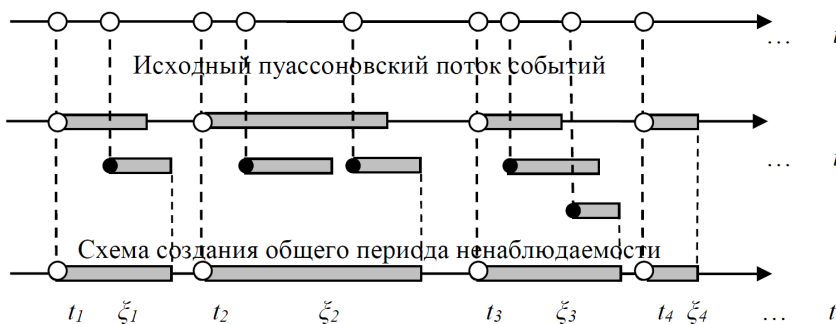 ... t
Исходный пуассоновский поток событий
... t
Схема создания общего периода ненаблюдаемости
t₁ ξ₁ t₂ ξ₂ t₃ ξ₃ t₄ ξ₄ ... t